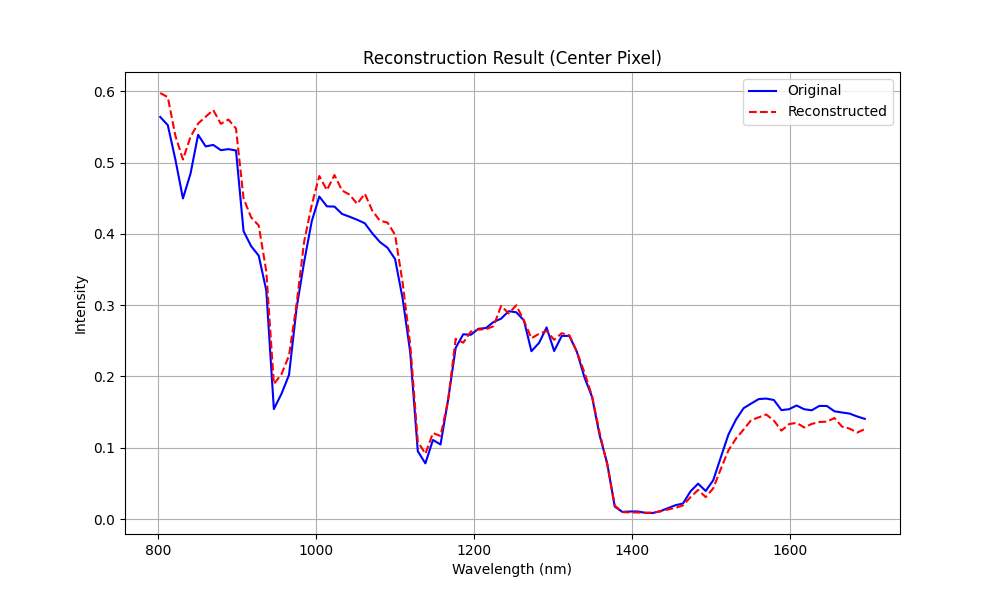 Reconstruction Result (Center Pixel)
Original
Reconstructed
Intensity
0.6
0.5
0.4
0.3
0.2
0.1
0.0
800 1000 1200 1400 1600
Wavelength (nm)